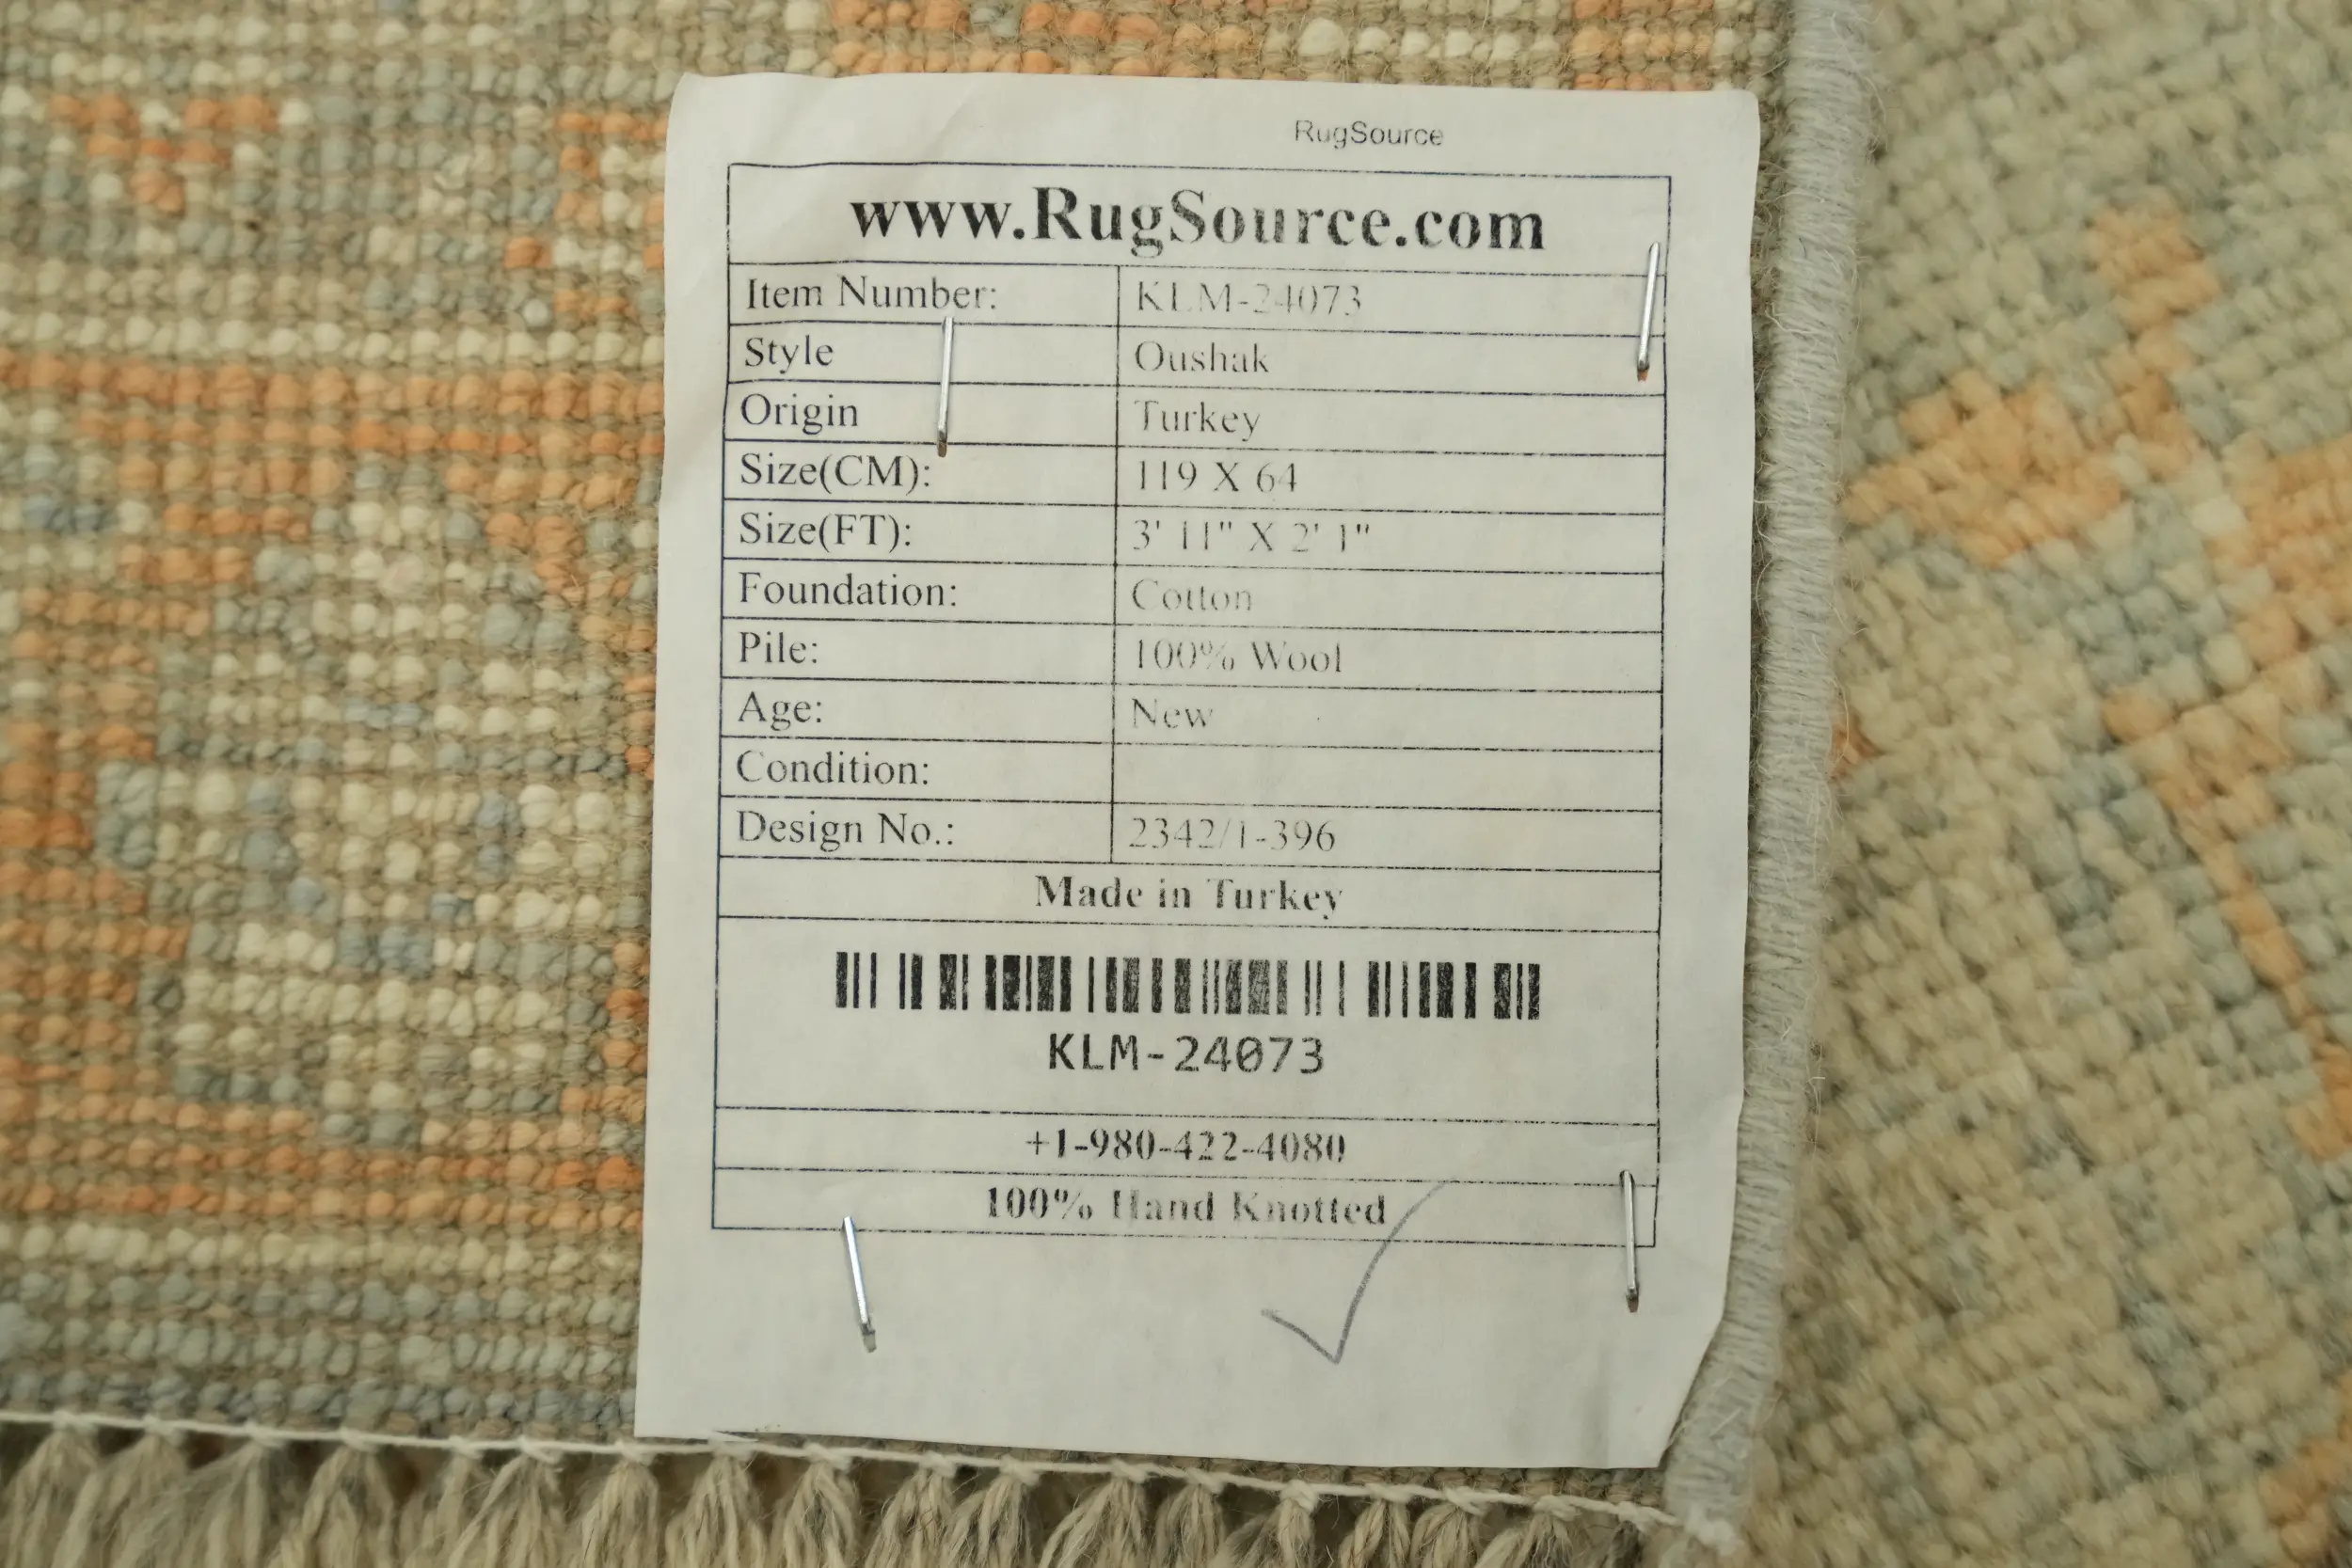 RugSource
www.RugSource.com
Item Number: KLM-24073
Style Oushak
Origin Turkey
Size(CM): 119 X 64
Size(FT): 3' 11" X 2' 1"
Foundation: Cotton
Pile: 100% Wool
Age: New
Condition:
Design No.: 2342/1-396
Made in Turkey
KLM-24073
+1-980-422-4080
100% Hand Knotted